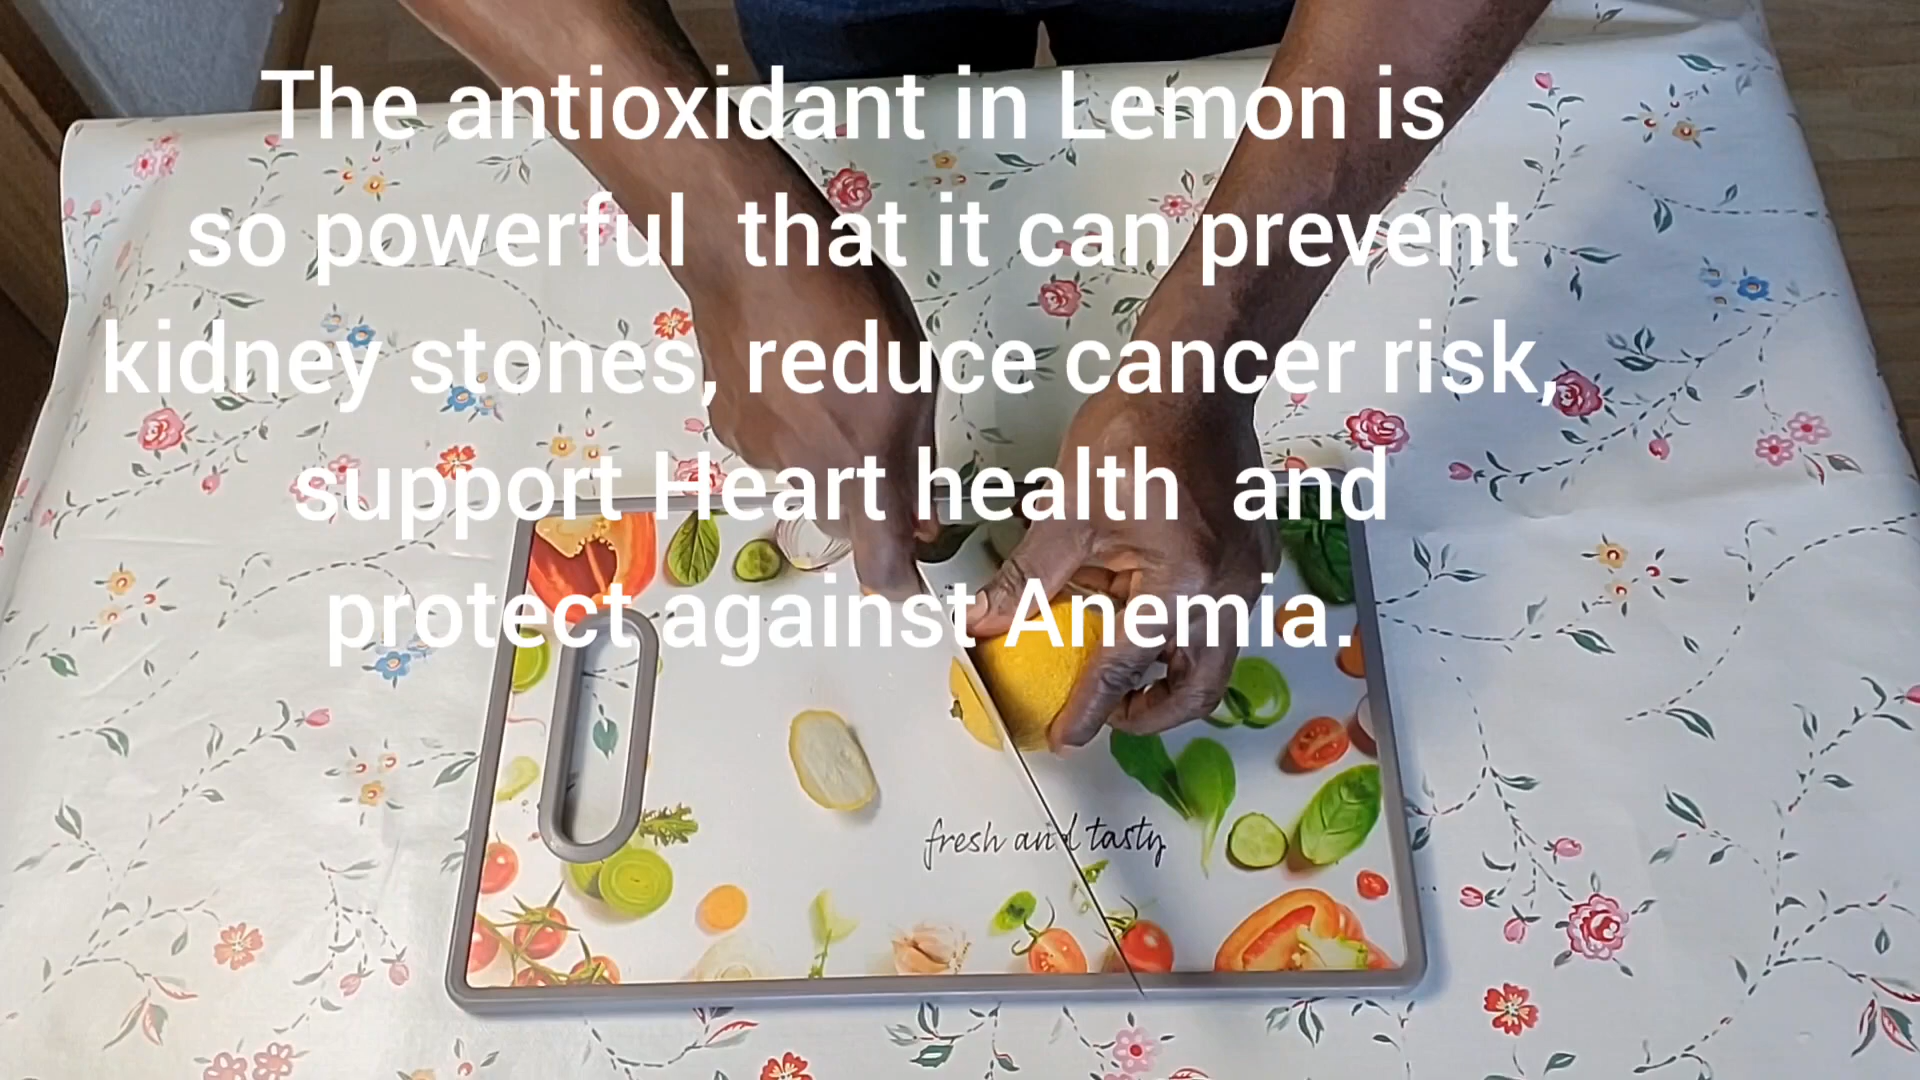 The antioxidant in Lemon is
so powerful that it can prevent
kidney stones, reduce cancer risk,
support Heart health and
protect against Anemia.
fresh and tasty